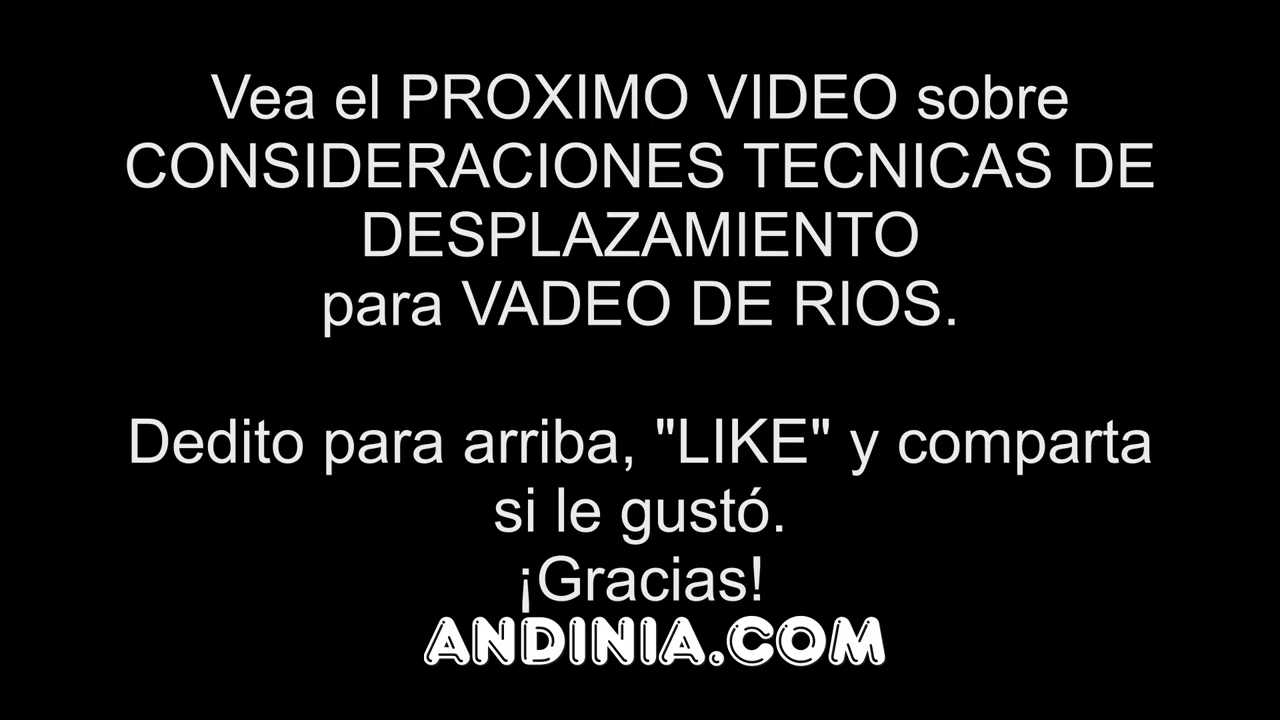 Vea el PROXIMO VIDEO sobre
CONSIDERACIONES TECNICAS DE
DESPLAZAMIENTO
para VADEO DE RIOS.
Dedito para arriba, "LIKE" y comparta
si le gustó.
¡Gracias!
ANDINIA.COM